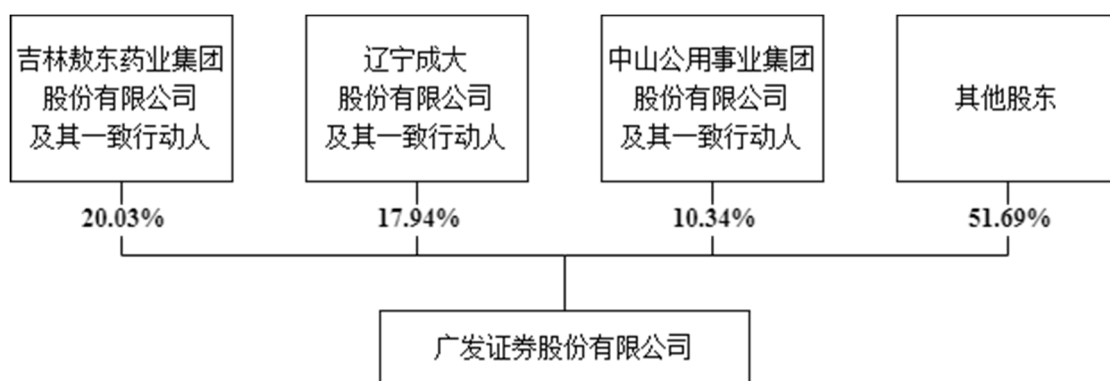 吉林敖东药业集团
股份有限公司
及其一致行动人
辽宁成大
股份有限公司
及其一致行动人
中山公用事业集团
股份有限公司
及其一致行动人
其他股东
20.03%
17.94%
10.34%
51.69%
广发证券股份有限公司